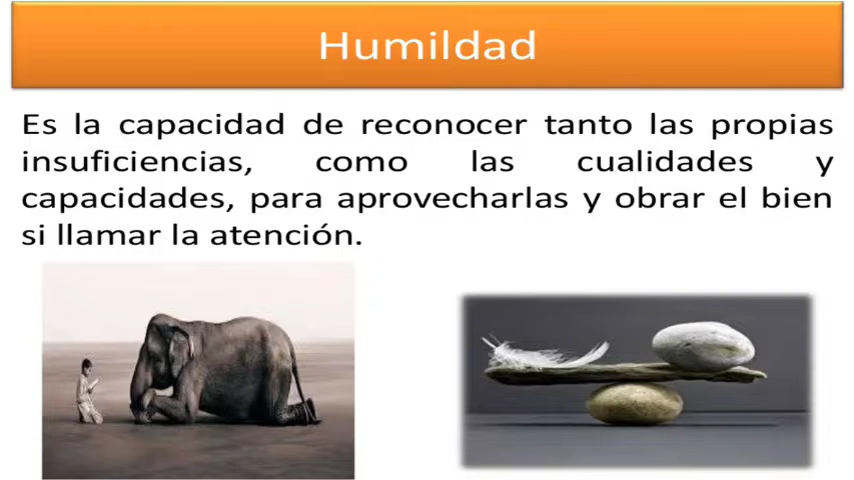 Humildad
Es la capacidad de reconocer tanto las propias
insuficiencias, como las cualidades y
capacidades, para aprovecharlas y obrar el bien
si llamar la atención.